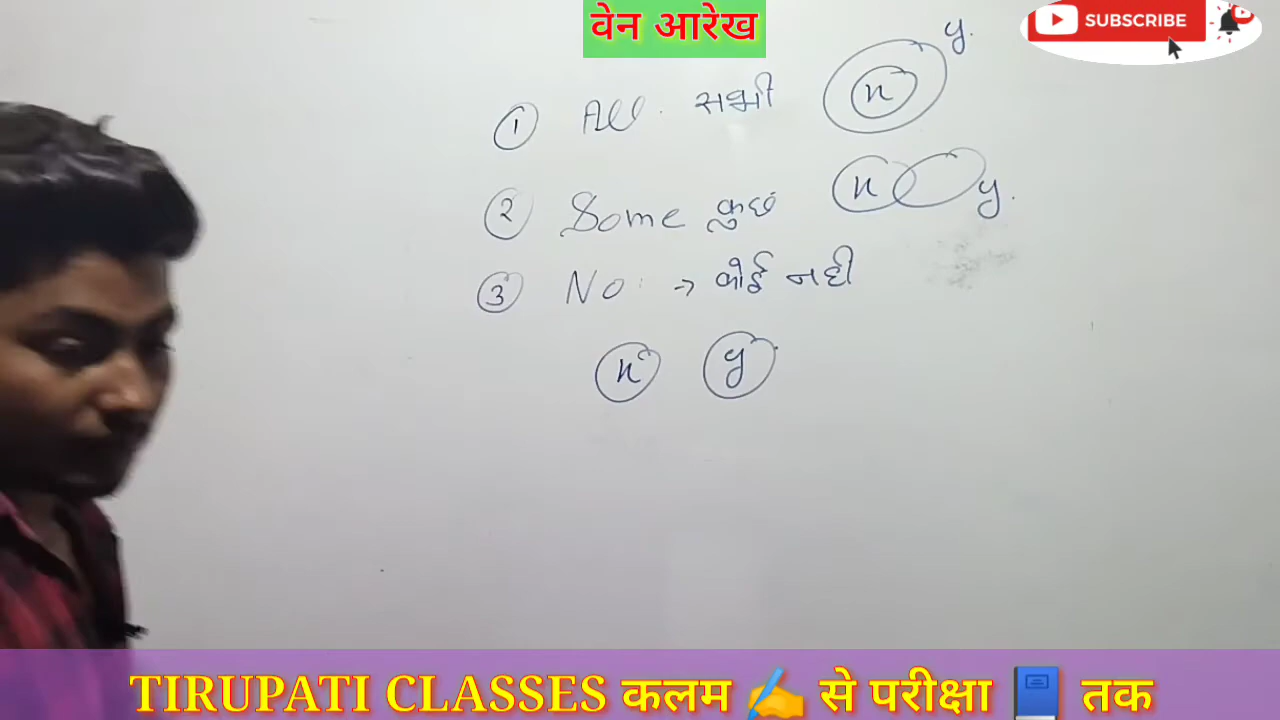 वेन आरेख
SUBSCRIBE
① All. सभी n y.
② Some कुछ n y.
③ No. → कोई नही
n y
TIRUPATI CLASSES कलम ✍ से परीक्षा 📘 तक